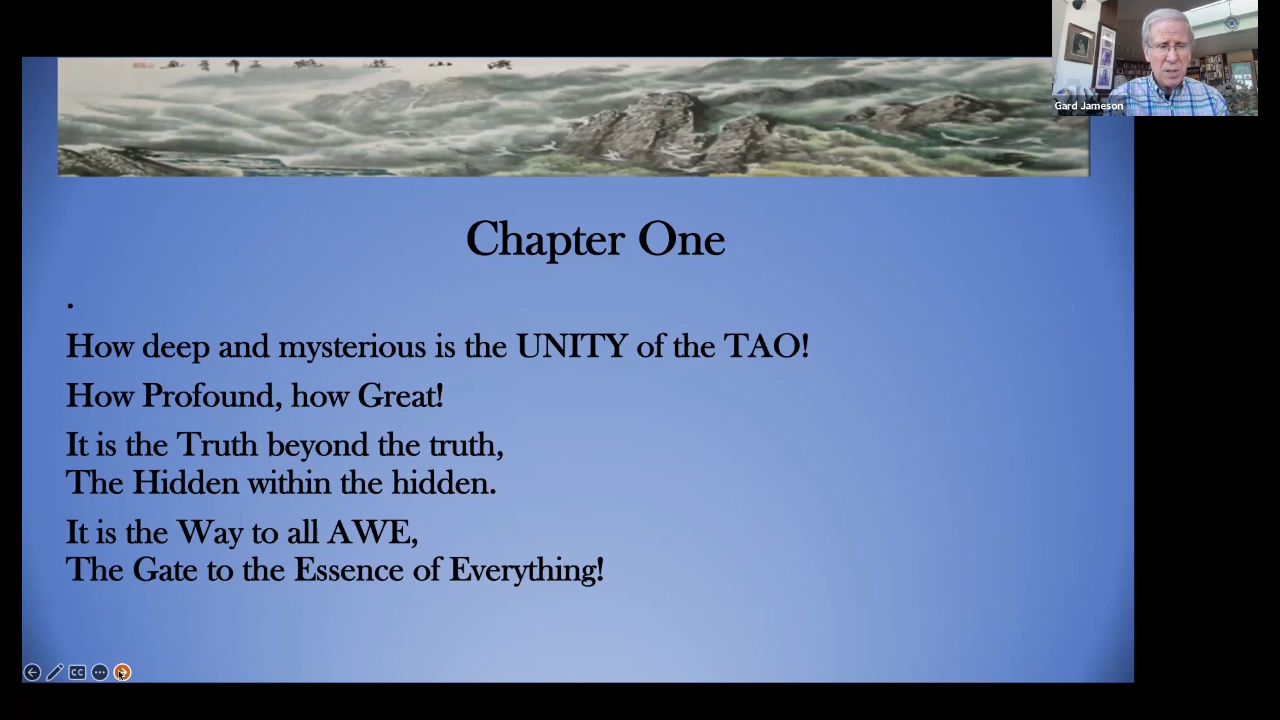 Gard Jameson
Chapter One
.
How deep and mysterious is the UNITY of the TAO!
How Profound, how Great!
It is the Truth beyond the truth,
The Hidden within the hidden.
It is the Way to all AWE,
The Gate to the Essence of Everything!
CC